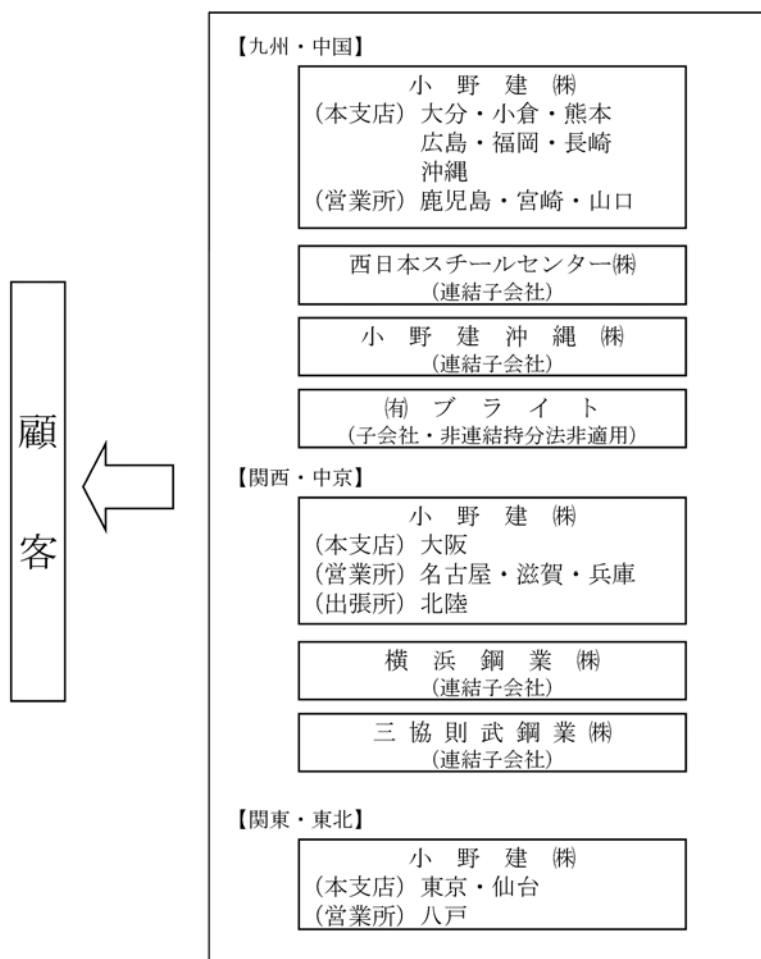 【九州・中国】
小野建㈱
(本支店) 大分・小倉・熊本
広島・福岡・長崎
沖縄
(営業所) 鹿児島・宮崎・山口
西日本スチールセンター㈱
(連結子会社)
小野建沖縄㈱
(連結子会社)
㈲ブライト
(子会社・非連結持分法非適用)
顧客
【関西・中京】
小野建㈱
(本支店) 大阪
(営業所) 名古屋・滋賀・兵庫
(出張所) 北陸
横浜鋼業㈱
(連結子会社)
三協則武鋼業㈱
(連結子会社)
【関東・東北】
小野建㈱
(本支店) 東京・仙台
(営業所) 八戸